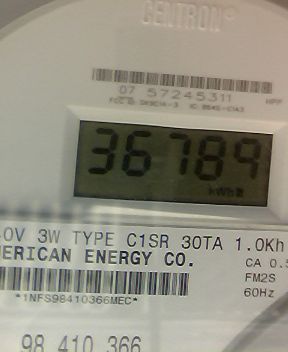 CENTRON®
07 57245311
36789
kWh
40V 3W TYPE C1SR 30TA 1.0Kh
MERICAN ENERGY CO.
CA 0.5
FM2S
60Hz
*1NFS98410366MEC*
98 410 366